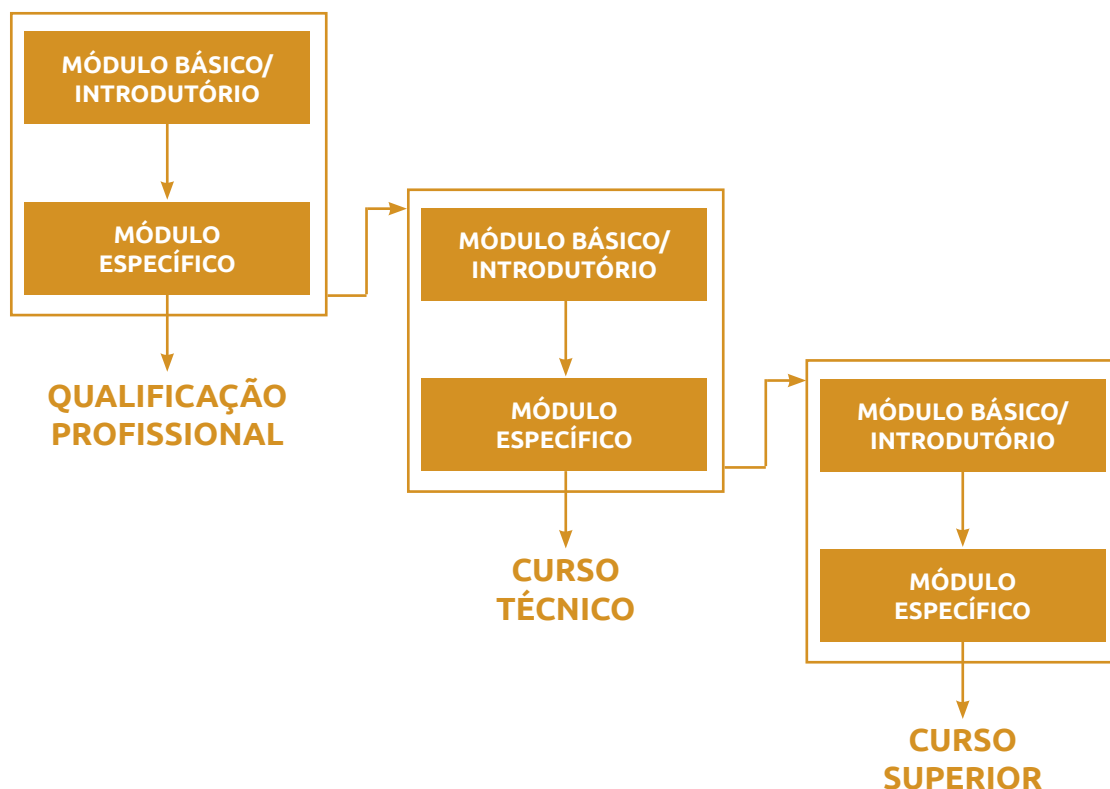 MÓDULO BÁSICO/
INTRODUTÓRIO
MÓDULO
ESPECÍFICO
QUALIFICAÇÃO
PROFISSIONAL
MÓDULO BÁSICO/
INTRODUTÓRIO
MÓDULO
ESPECÍFICO
CURSO
TÉCNICO
MÓDULO BÁSICO/
INTRODUTÓRIO
MÓDULO
ESPECÍFICO
CURSO
SUPERIOR